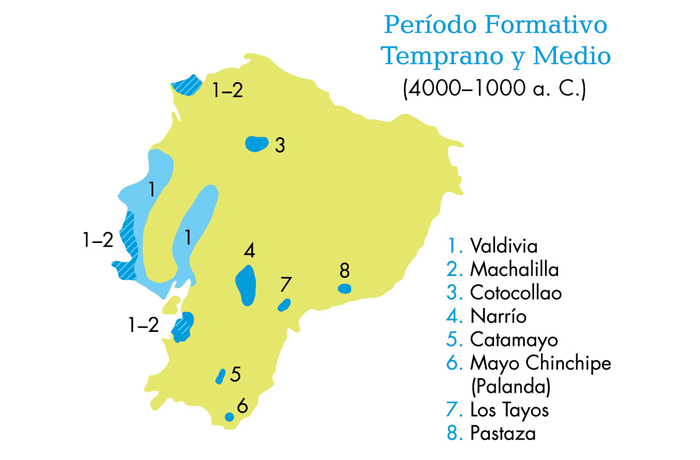 Período Formativo
Temprano y Medio
(4000–1000 a. C.)
1–2
3
1
1–2
1
4
7
8
1–2
5
6
1. Valdivia
2. Machalilla
3. Cotocollao
4. Narrío
5. Catamayo
6. Mayo Chinchipe
(Palanda)
7. Los Tayos
8. Pastaza